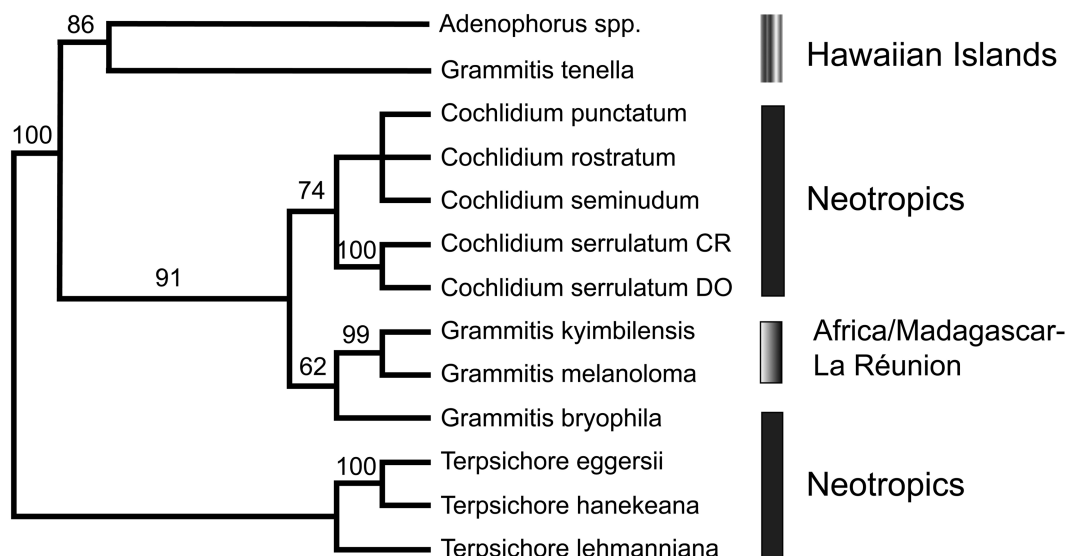 86
Adenophorus spp.
Grammitis tenella
Hawaiian Islands
100
Cochlidium punctatum
Cochlidium rostratum
74
Cochlidium seminudum
Neotropics
100
Cochlidium serrulatum CR
91
Cochlidium serrulatum DO
99
Grammitis kyimbilensis
Africa/Madagascar-
La Réunion
62
Grammitis melanoloma
Grammitis bryophila
100
Terpsichore eggersii
Neotropics
Terpsichore hanekeana
Terpsichore lehmanniana